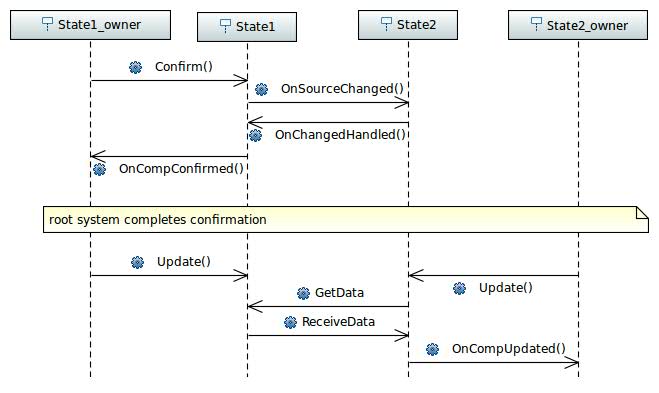 State1_owner
State1
State2
State2_owner
Confirm()
OnSourceChanged()
OnChangedHandled()
OnCompConfirmed()
root system completes confirmation
Update()
Update()
GetData
ReceiveData
OnCompUpdated()